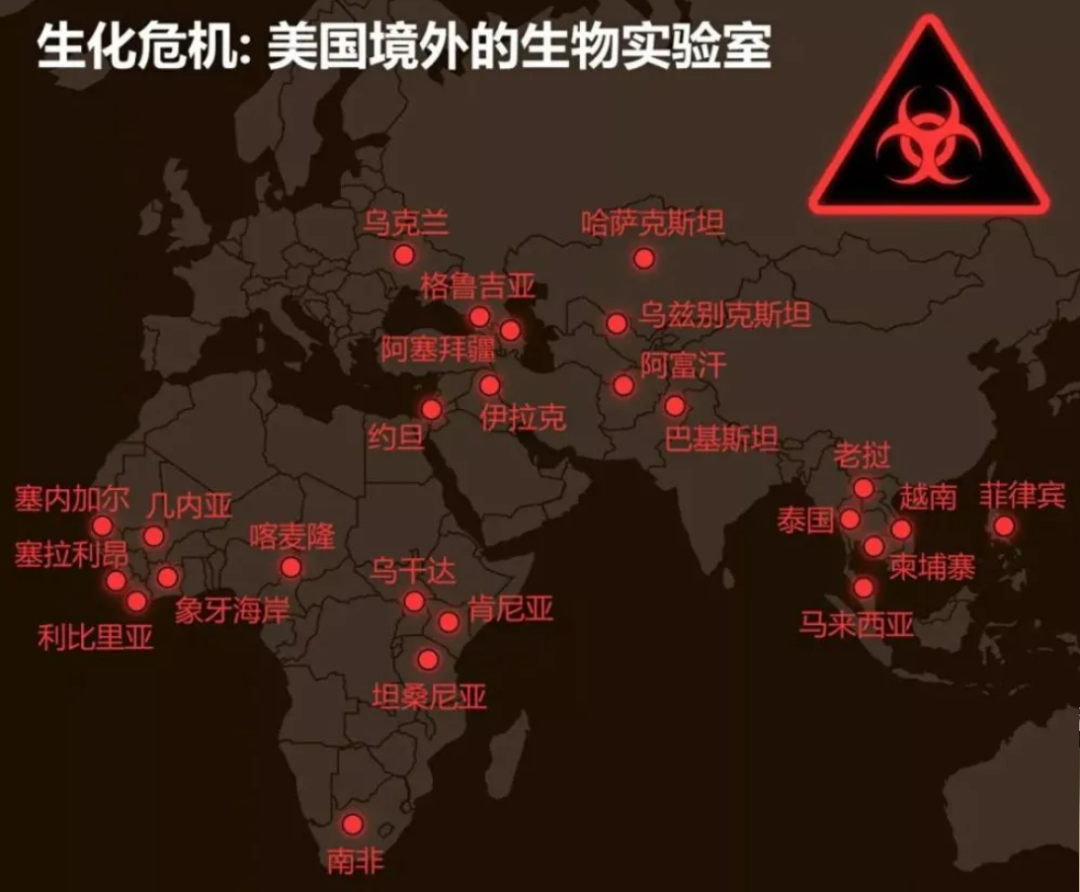 生化危机: 美国境外的生物实验室
乌克兰
哈萨克斯坦
格鲁吉亚
乌兹别克斯坦
阿塞拜疆
阿富汗
伊拉克
约旦
巴基斯坦
老挝
塞内加尔
几内亚
越南
菲律宾
泰国
喀麦隆
塞拉利昂
乌干达
柬埔寨
象牙海岸
肯尼亚
马来西亚
利比里亚
坦桑尼亚
南非